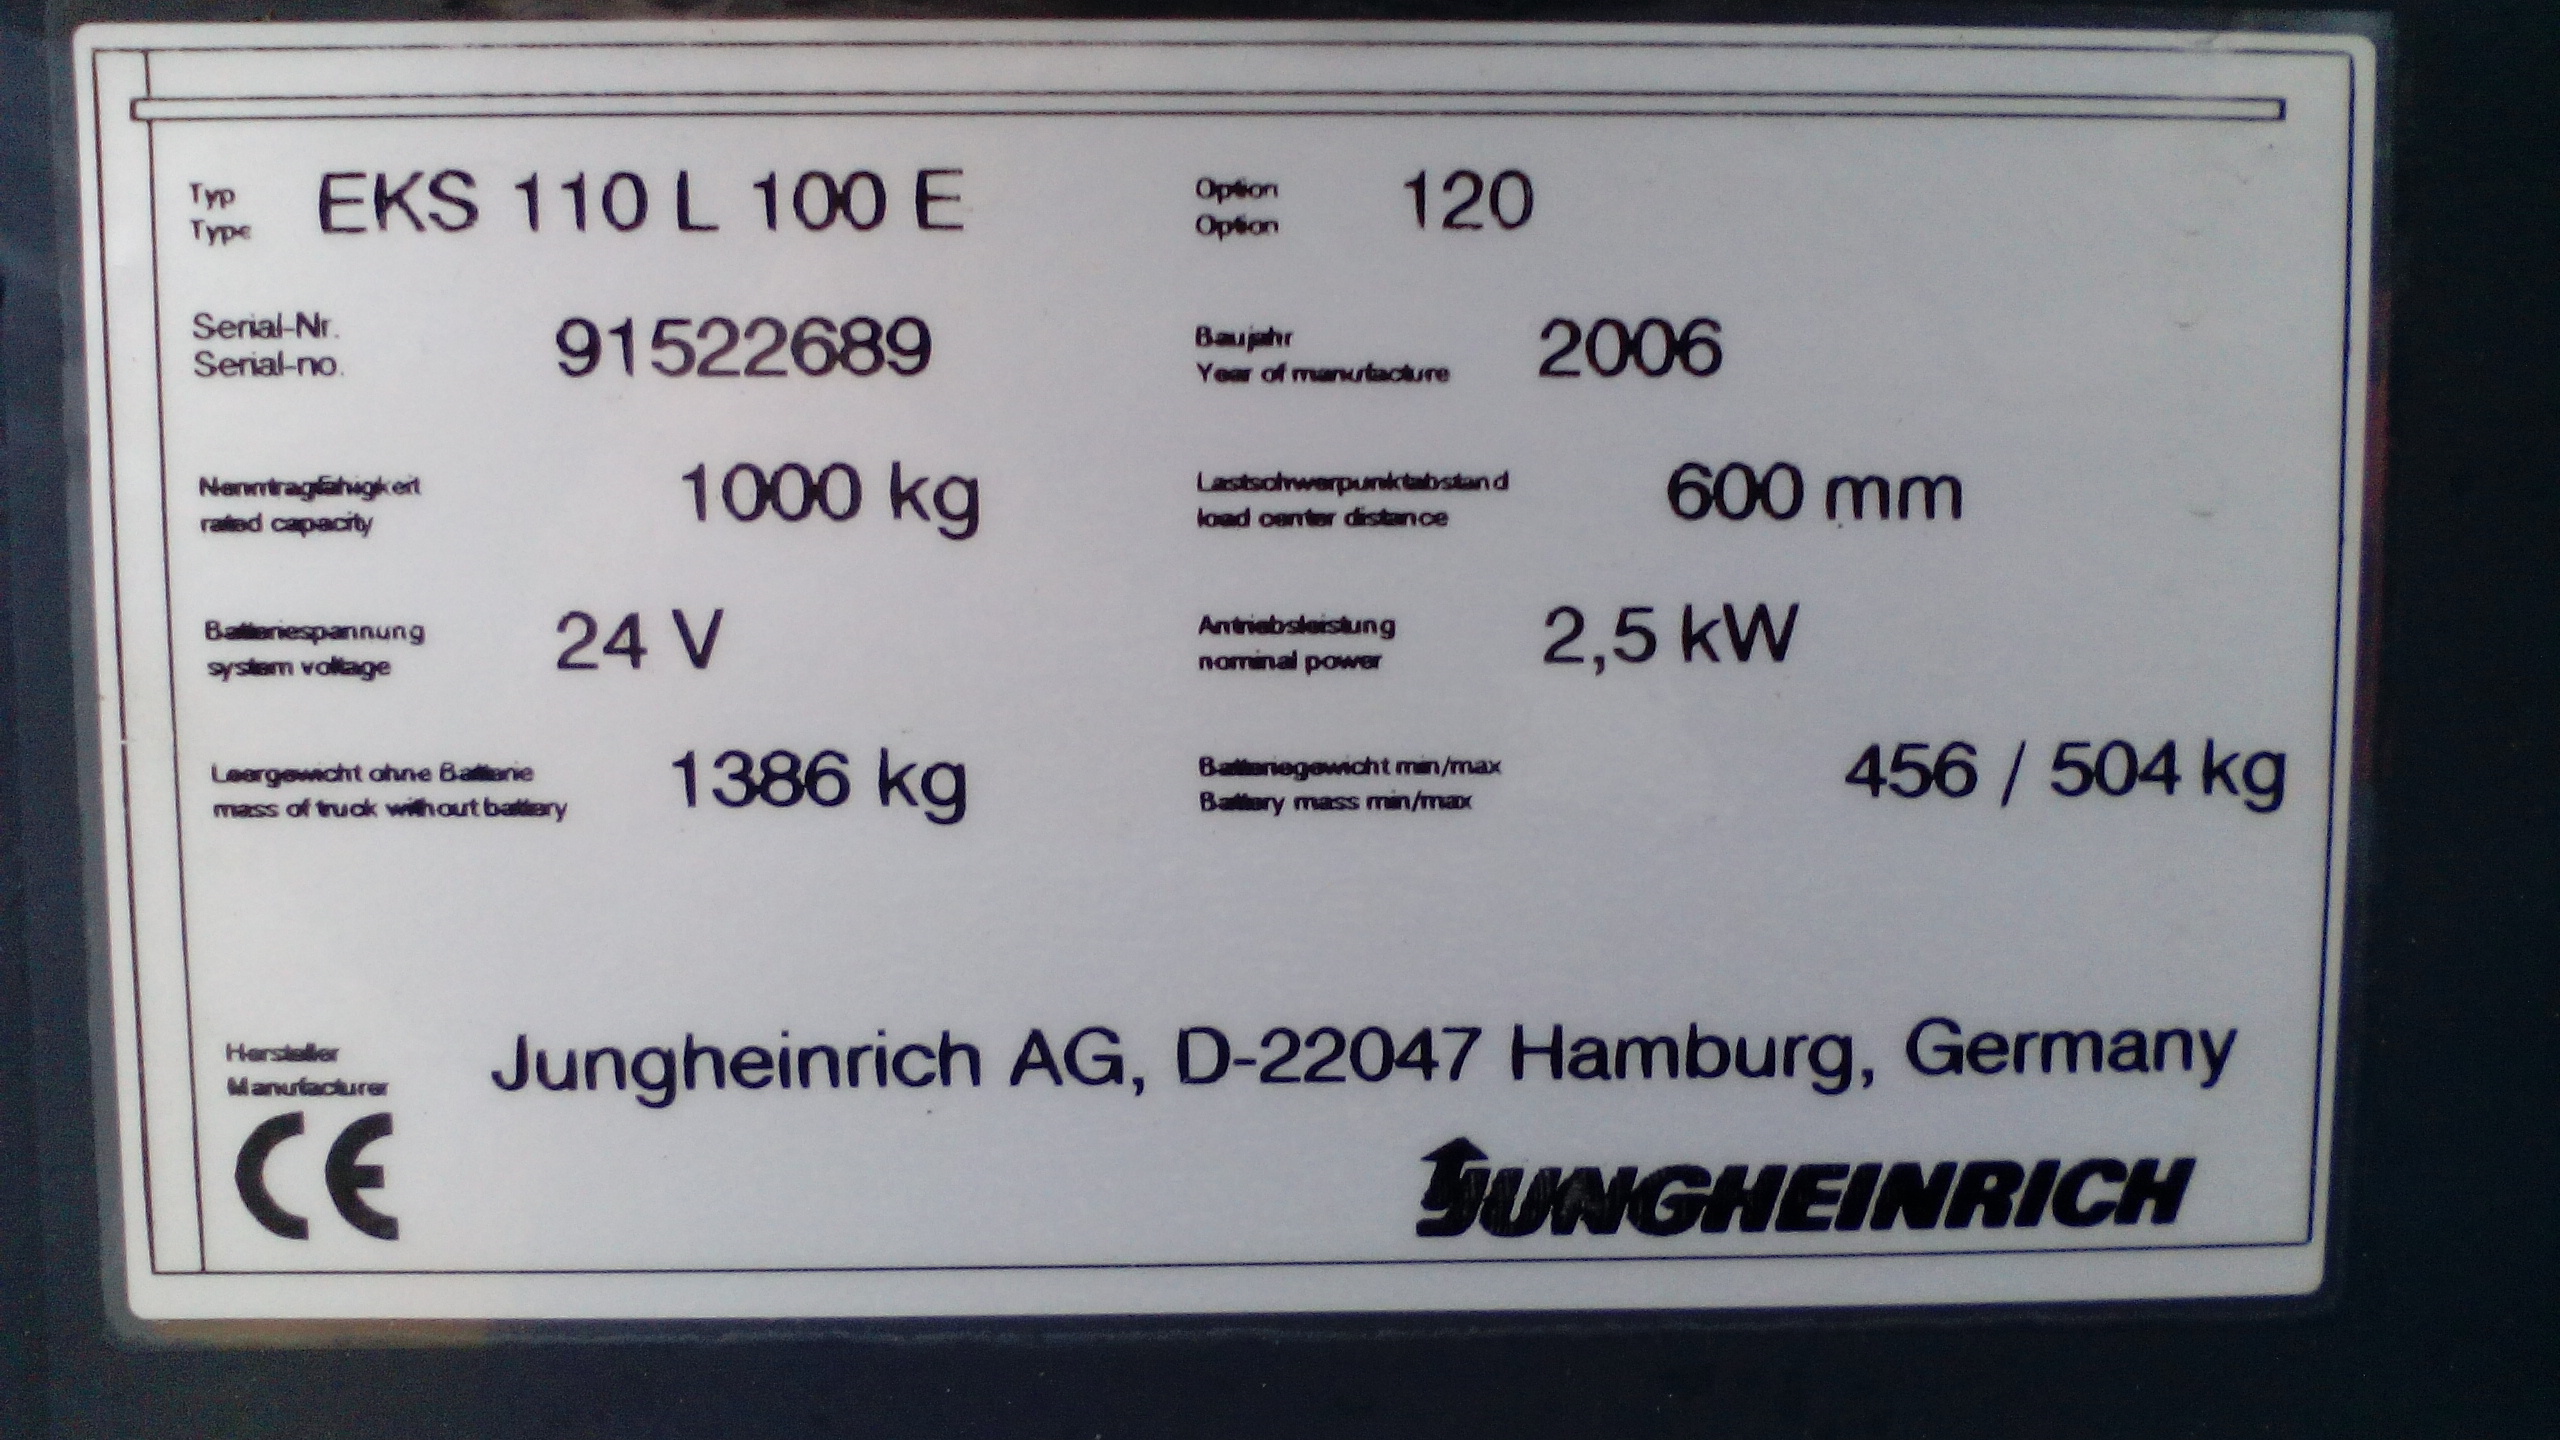 Typ
Type
EKS 110 L 100 E
Option
Option
120
Serial-Nr.
Serial-no.
91522689
Baujahr
Year of manufacture
2006
Nenntragfähigkeit
rated capacity
1000 kg
Lastschwerpunktabstand
load center distance
600 mm
Batteriespannung
system voltage
24 V
Antriebsleistung
nominal power
2,5 kW
Leergewicht ohne Batterie
mass of truck without battery
1386 kg
Batteriegewicht min/max
Battery mass min/max
456 / 504 kg
Hersteller
Manufacturer
Jungheinrich AG, D-22047 Hamburg, Germany
CE
JUNGHEINRICH